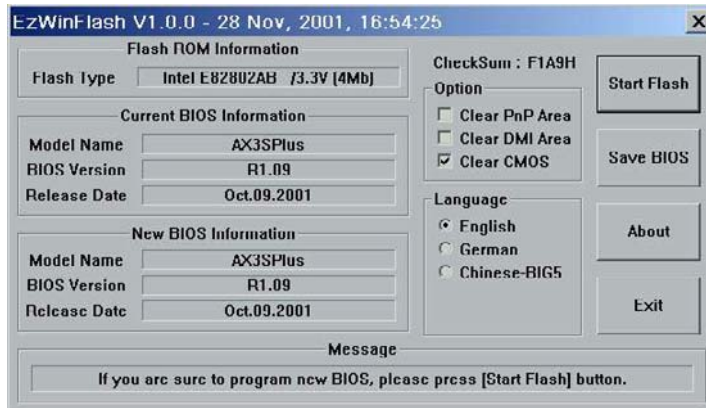 EzWinFlash V1.0.0 - 28 Nov, 2001, 16:54:25
Flash ROM Information
Flash Type Intel E82802AB /3.3V (4Mb)
Current BIOS Information
Model Name AX3SPlus
BIOS Version R1.09
Release Date Oct.09.2001
New BIOS Information
Model Name AX3SPlus
BIOS Version R1.09
Release Date Oct.09.2001
CheckSum : F1A9H
Option
Clear PnP Area
Clear DMI Area
Clear CMOS
Language
English
German
Chinese-BIG5
Start Flash
Save BIOS
About
Exit
Message
If you are sure to program new BIOS, please press [Start Flash] button.